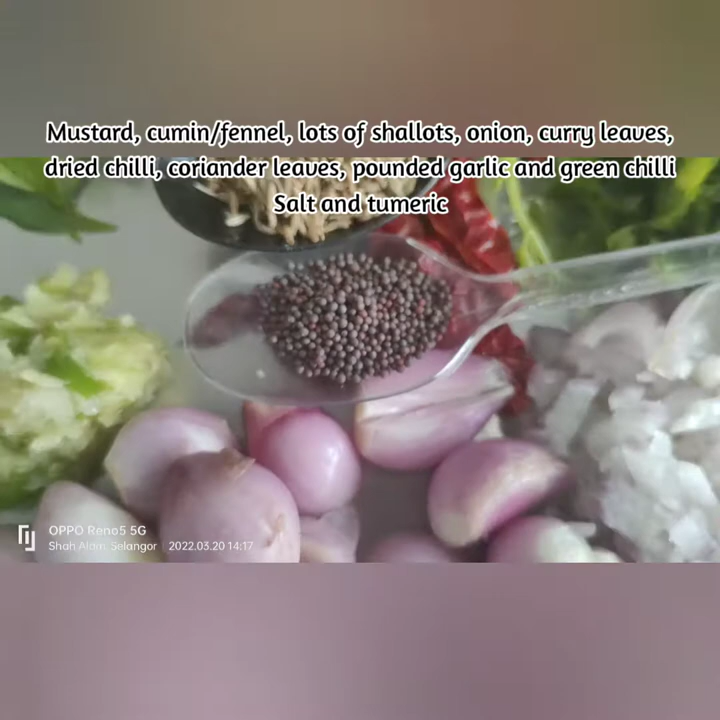 Mustard, cumin/fennel, lots of shallots, onion, curry leaves,
dried chilli, coriander leaves, pounded garlic and green chilli
Salt and tumeric
OPPO Reno5 5G
Shah Alam, Selangor | 2022.03.20 14:17